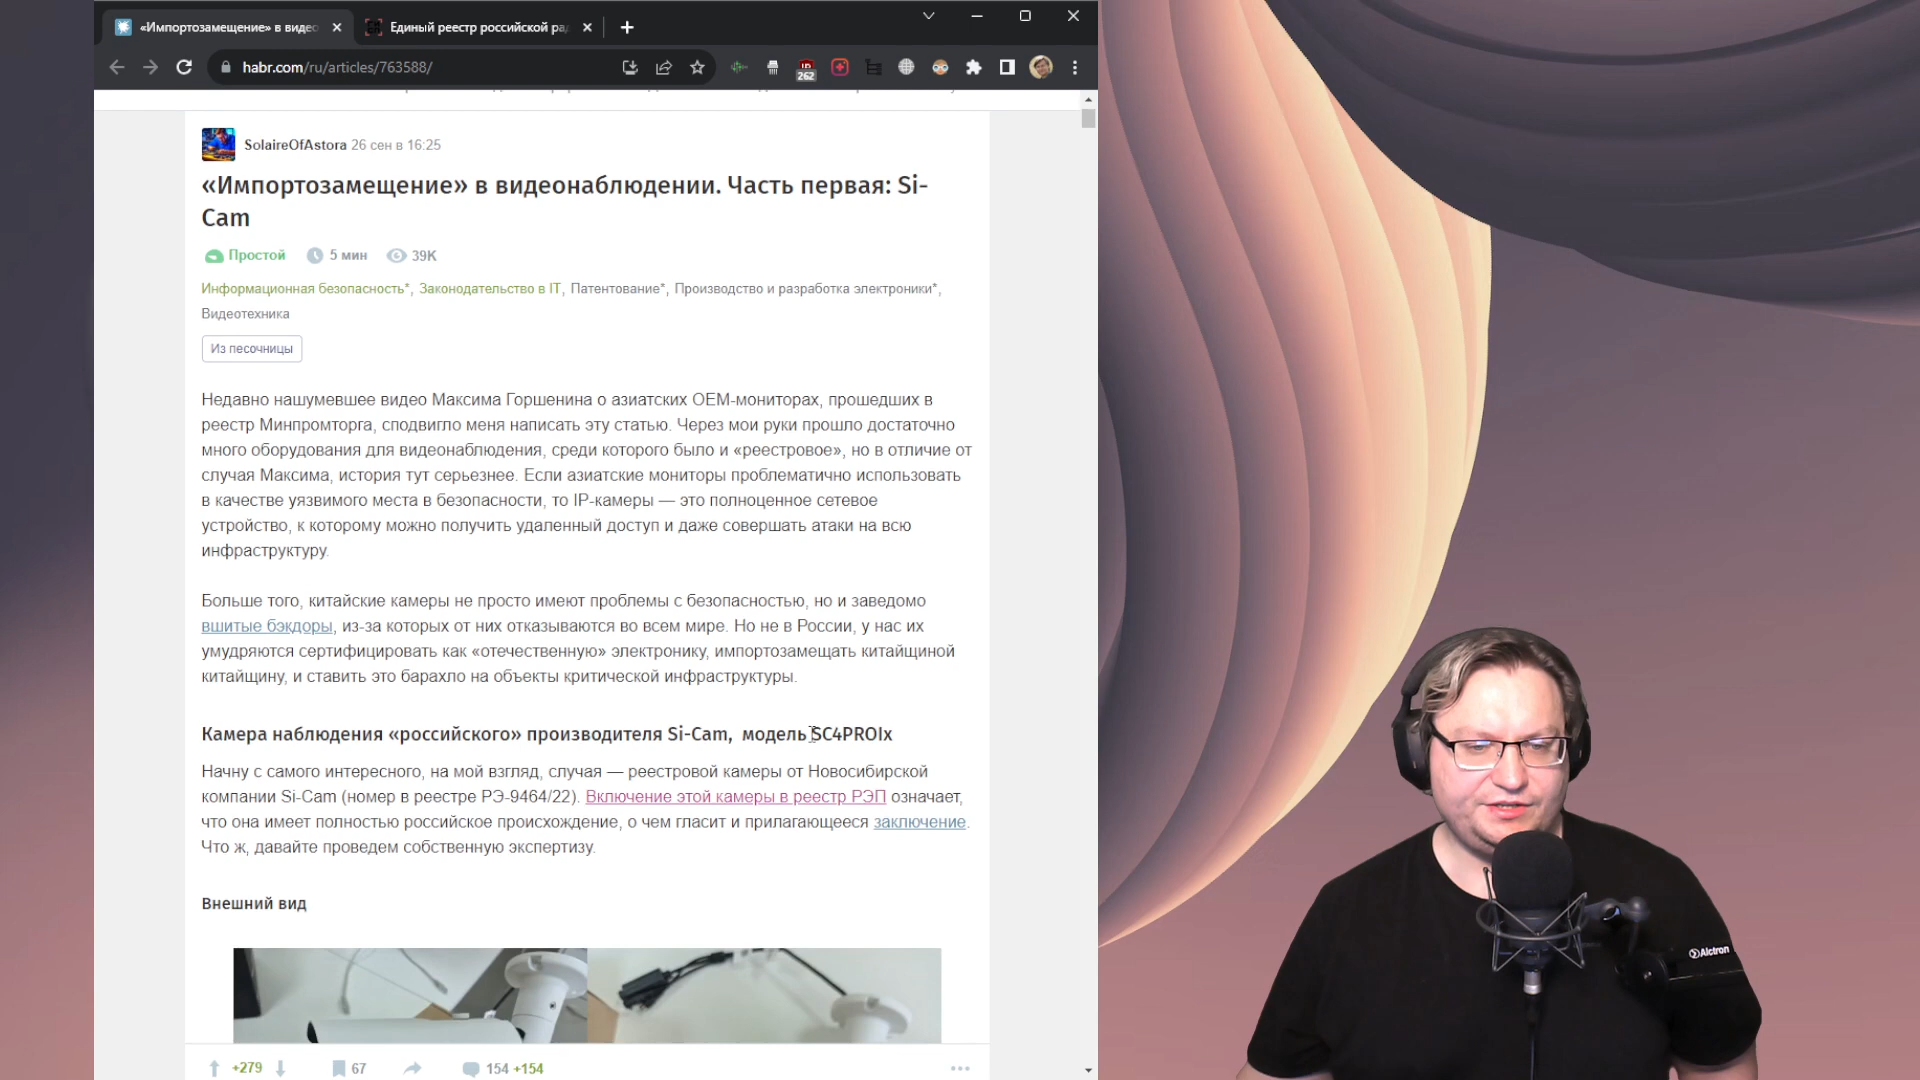 «Импортозамещение» в видео
Единый реестр российской ра
habr.com/ru/articles/763588/
262
SolaireOfAstora 26 сен в 16:25
«Импортозамещение» в видеонаблюдении. Часть первая: Si-
Cam
Простой 5 мин 39K
Информационная безопасность*, Законодательство в IT, Патентование*, Производство и разработка электроники*,
Видеотехника
Из песочницы
Недавно нашумевшее видео Максима Горшенина о азиатских OEM-мониторах, прошедших в
реестр Минпромторга, сподвигло меня написать эту статью. Через мои руки прошло достаточно
много оборудования для видеонаблюдения, среди которого было и «реестровое», но в отличие от
случая Максима, история тут серьезнее. Если азиатские мониторы проблематично использовать
в качестве уязвимого места в безопасности, то IP-камеры — это полноценное сетевое
устройство, к которому можно получить удаленный доступ и даже совершать атаки на всю
инфраструктуру.
Больше того, китайские камеры не просто имеют проблемы с безопасностью, но и заведомо
вшитые бэкдоры, из-за которых от них отказываются во всем мире. Но не в России, у нас их
умудряются сертифицировать как «отечественную» электронику, импортозамещать китайщиной
китайщину, и ставить это барахло на объекты критической инфраструктуры.
Камера наблюдения «российского» производителя Si-Cam, модель SC4PROIx
Начну с самого интересного, на мой взгляд, случая — реестровой камеры от Новосибирской
компании Si-Cam (номер в реестре РЭ-9464/22). Включение этой камеры в реестр РЭП означает,
что она имеет полностью российское происхождение, о чем гласит и прилагающееся заключение.
Что ж, давайте проведем собственную экспертизу.
Внешний вид
+279 67 154 +154
Alctron